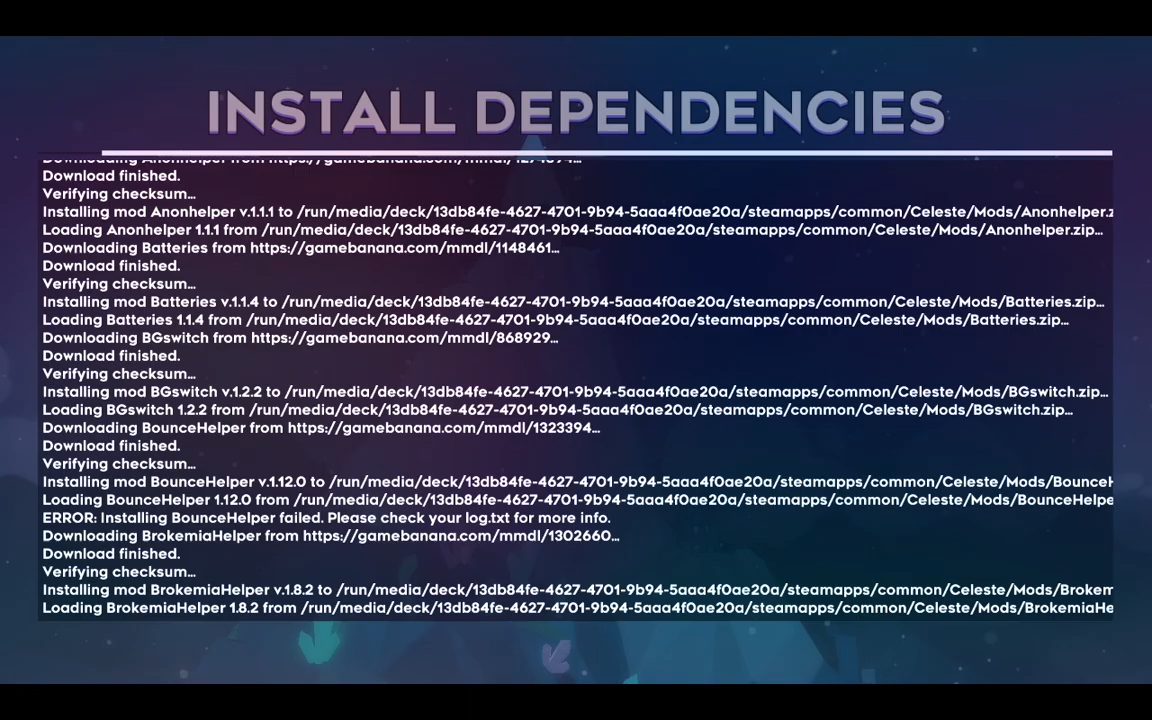 INSTALL DEPENDENCIES
Downloading Anonhelper from https://gamebanana.com/mmdl/1274094...
Download finished.
Verifying checksum...
Installing mod Anonhelper v.1.1.1 to /run/media/deck/13db84fe-4627-4701-9b94-5aaa4f0ae20a/steamapps/common/Celeste/Mods/Anonhelper.z
Loading Anonhelper 1.1.1 from /run/media/deck/13db84fe-4627-4701-9b94-5aaa4f0ae20a/steamapps/common/Celeste/Mods/Anonhelper.zip...
Downloading Batteries from https://gamebanana.com/mmdl/1148461...
Download finished.
Verifying checksum...
Installing mod Batteries v.1.1.4 to /run/media/deck/13db84fe-4627-4701-9b94-5aaa4f0ae20a/steamapps/common/Celeste/Mods/Batteries.zip...
Loading Batteries 1.1.4 from /run/media/deck/13db84fe-4627-4701-9b94-5aaa4f0ae20a/steamapps/common/Celeste/Mods/Batteries.zip...
Downloading BGswitch from https://gamebanana.com/mmdl/868929...
Download finished.
Verifying checksum...
Installing mod BGswitch v.1.2.2 to /run/media/deck/13db84fe-4627-4701-9b94-5aaa4f0ae20a/steamapps/common/Celeste/Mods/BGswitch.zip...
Loading BGswitch 1.2.2 from /run/media/deck/13db84fe-4627-4701-9b94-5aaa4f0ae20a/steamapps/common/Celeste/Mods/BGswitch.zip...
Downloading BounceHelper from https://gamebanana.com/mmdl/1323394...
Download finished.
Verifying checksum...
Installing mod BounceHelper v.1.12.0 to /run/media/deck/13db84fe-4627-4701-9b94-5aaa4f0ae20a/steamapps/common/Celeste/Mods/BounceH
Loading BounceHelper 1.12.0 from /run/media/deck/13db84fe-4627-4701-9b94-5aaa4f0ae20a/steamapps/common/Celeste/Mods/BounceHelpe
ERROR: Installing BounceHelper failed. Please check your log.txt for more info.
Downloading BrokemiaHelper from https://gamebanana.com/mmdl/1302660...
Download finished.
Verifying checksum...
Installing mod BrokemiaHelper v.1.8.2 to /run/media/deck/13db84fe-4627-4701-9b94-5aaa4f0ae20a/steamapps/common/Celeste/Mods/Brokem
Loading BrokemiaHelper 1.8.2 from /run/media/deck/13db84fe-4627-4701-9b94-5aaa4f0ae20a/steamapps/common/Celeste/Mods/BrokemiaHe